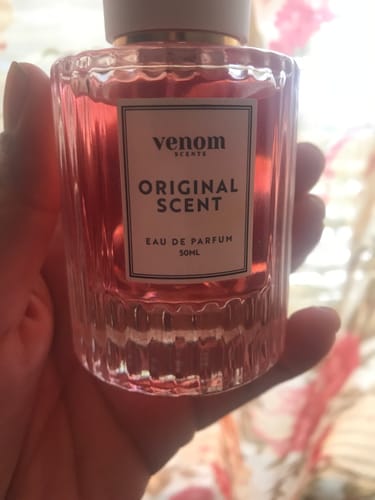 venom
SCENTS
ORIGINAL
SCENT
EAU DE PARFUM
50ML